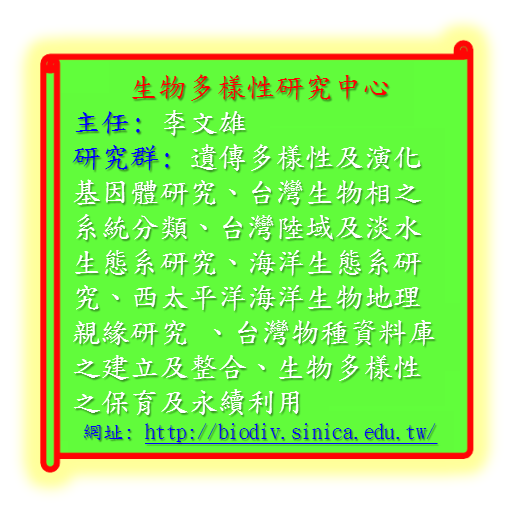 生物多樣性研究中心
主任: 李文雄
研究群: 遺傳多樣性及演化
基因體研究、台灣生物相之
系統分類、台灣陸域及淡水
生態系研究、海洋生態系研
究、西太平洋海洋生物地理
親緣研究 、台灣物種資料庫
之建立及整合、生物多樣性
之保育及永續利用
網址: http://biodiv.sinica.edu.tw/